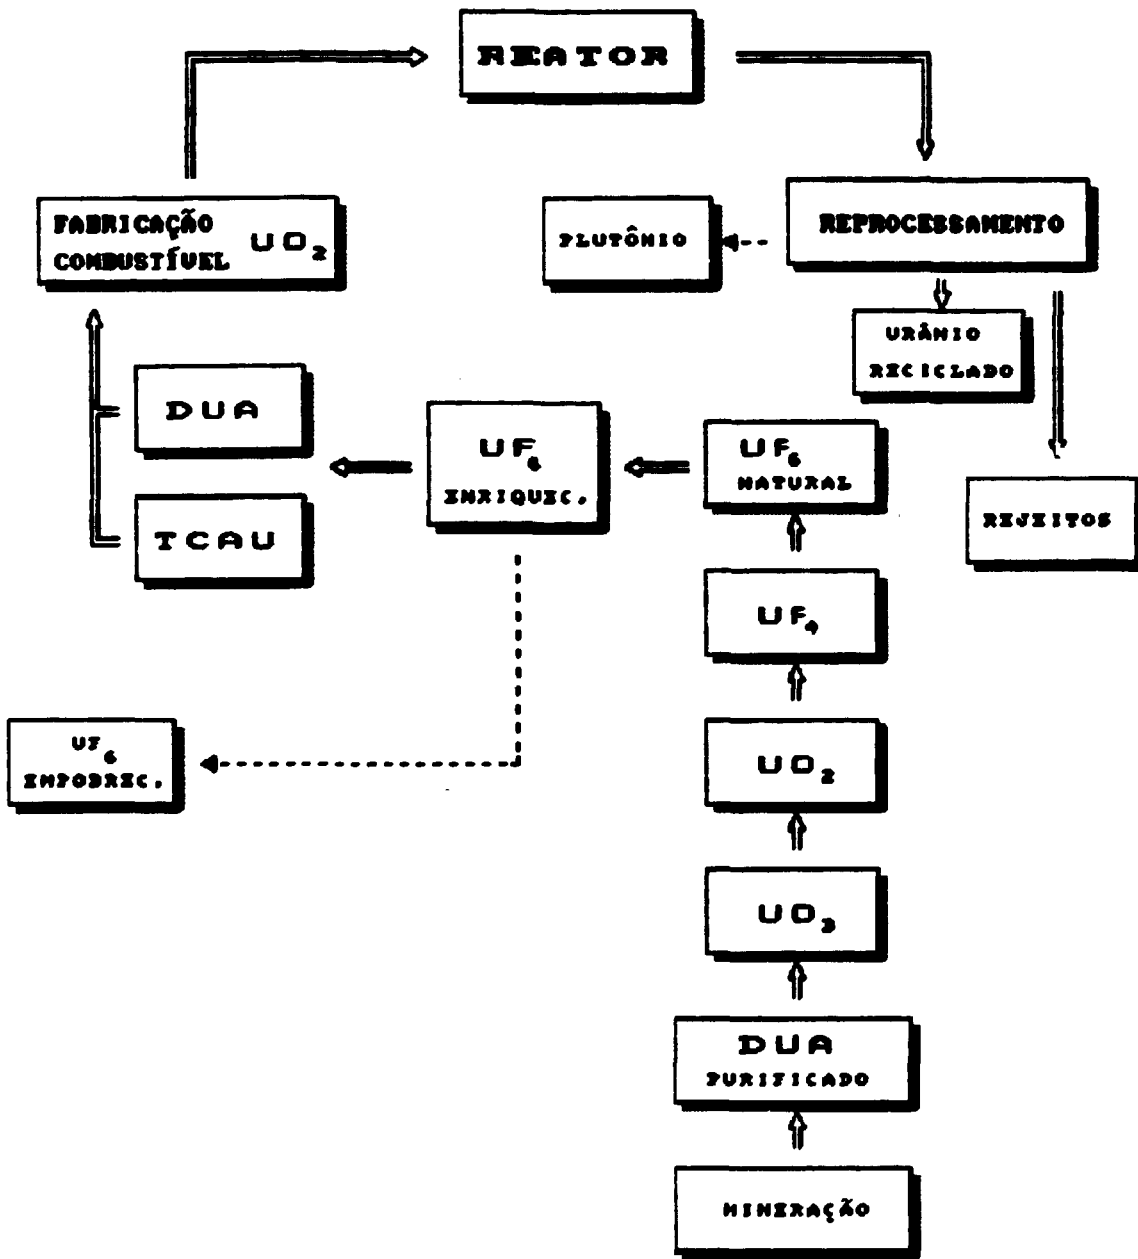 REATOR
FABRICAÇÃO
COMBUSTÍVEL UO₂
PLUTÔNIO
REPROCESSAMENTO
URÂNIO
RECICLADO
DUA
UF₆
ENRIQUEC.
UF₆
NATURAL
TCAU
REJEITOS
UF₄
UF₆
EMPOBREC.
UO₂
UO₃
DUA
PURIFICADO
MINERAÇÃO